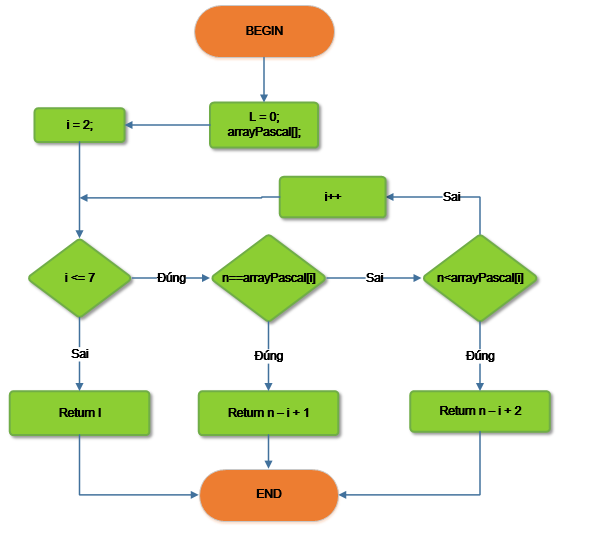 BEGIN
L = 0;
arrayPascal[];
i = 2;
i++
Sai
i <= 7
Đúng
n==arrayPascal[i]
Sai
n<arrayPascal[i]
Sai
Đúng
Đúng
Return l
Return n – i + 1
Return n – i + 2
END